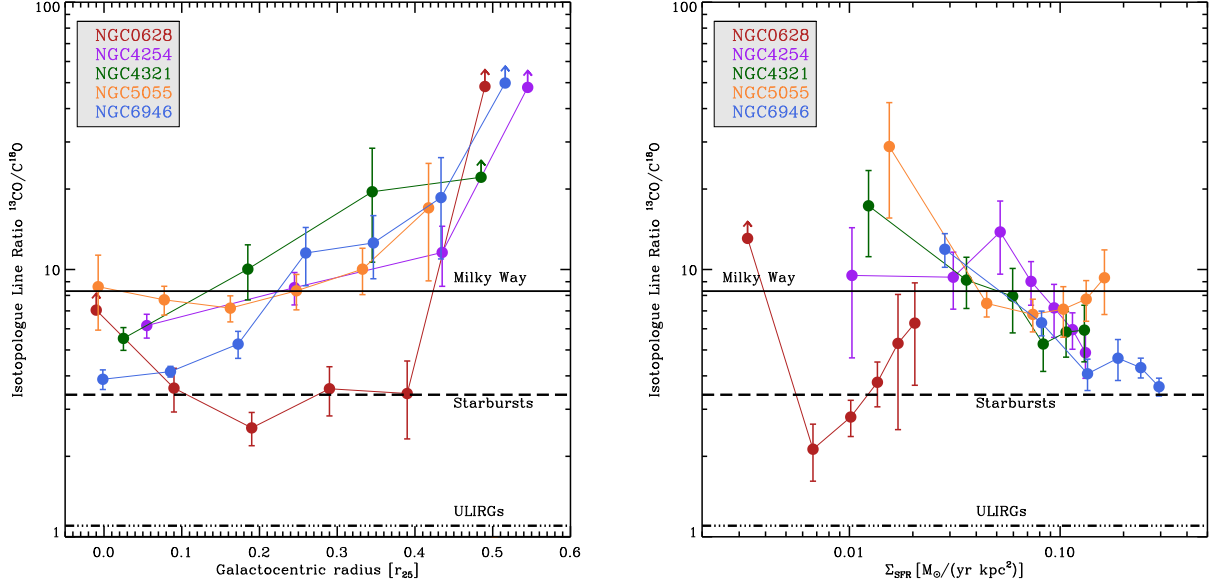 100
10
1
Isotopologue Line Ratio ¹³CO/C¹⁸O
NGC0628
NGC4254
NGC4321
NGC5055
NGC6946
Milky Way
Starbursts
ULIRGs
0.0 0.1 0.2 0.3 0.4 0.5 0.6
Galactocentric radius [r₂₅]
100
10
1
Isotopologue Line Ratio ¹³CO/C¹⁸O
NGC0628
NGC4254
NGC4321
NGC5055
NGC6946
Milky Way
Starbursts
ULIRGs
0.01 0.10
Σ_SFR [M_⊙/(yr kpc²)]